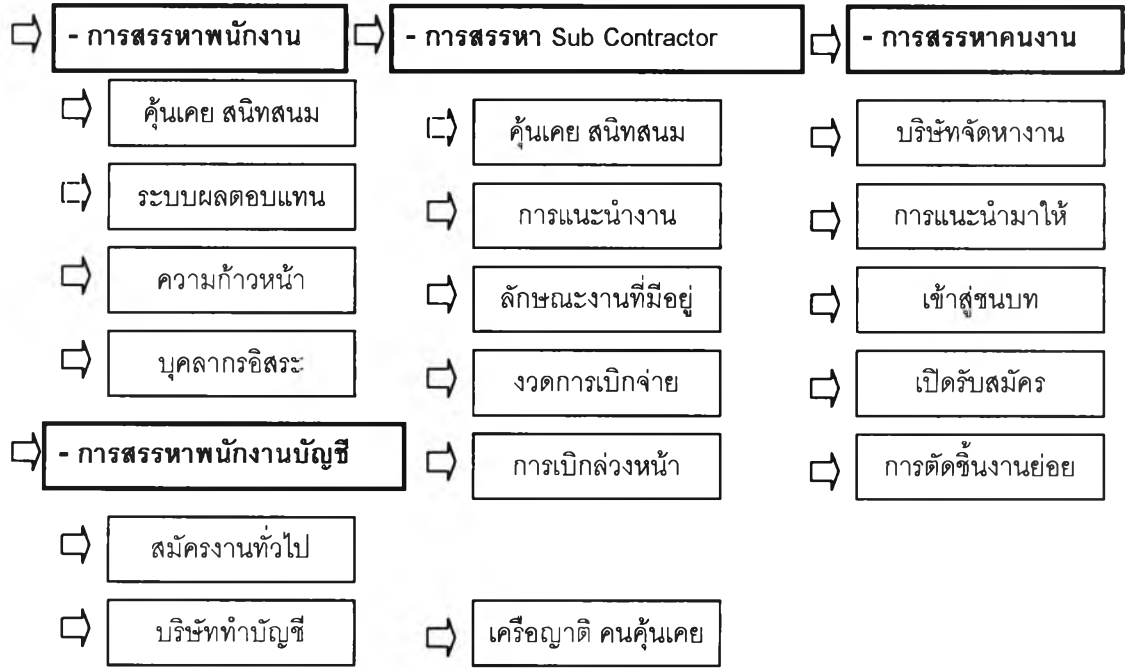 - การสรรหาพนักงาน
คุ้นเคย สนิทสนม
ระบบผลตอบแทน
ความก้าวหน้า
บุคลากรอิสระ
- การสรรหาพนักงานบัญชี
สมัครงานทั่วไป
บริษัททำบัญชี
- การสรรหา Sub Contractor
คุ้นเคย สนิทสนม
การแนะนำงาน
ลักษณะงานที่มีอยู่
งวดการเบิกจ่าย
การเบิกล่วงหน้า
เครือญาติ คนคุ้นเคย
- การสรรหาคนงาน
บริษัทจัดหางาน
การแนะนำมาให้
เข้าสู่ชนบท
เปิดรับสมัคร
การตัดชิ้นงานย่อย